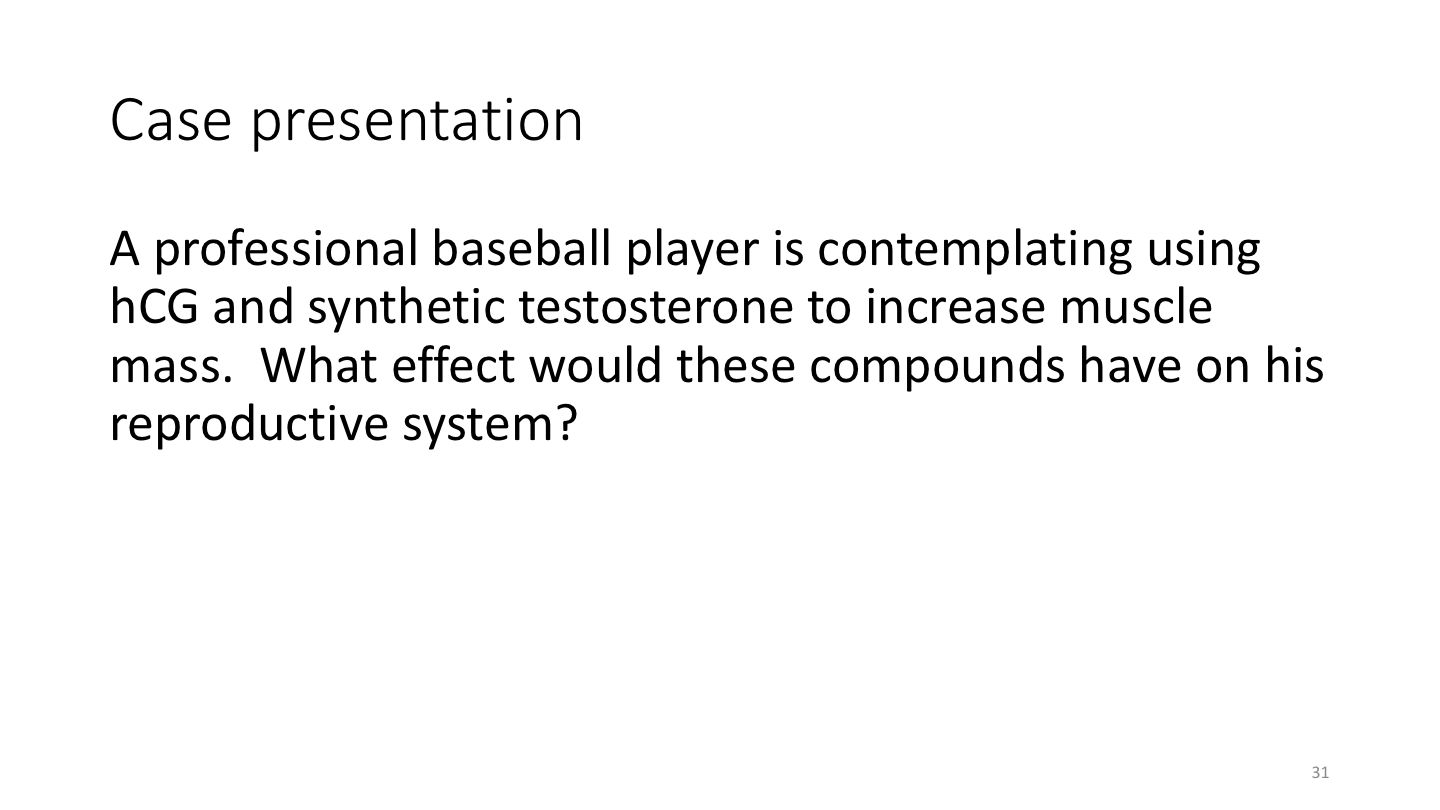 Case presentation
A professional baseball player is contemplating using
hCG and synthetic testosterone to increase muscle
mass.  What effect would these compounds have on his
reproductive system?
31